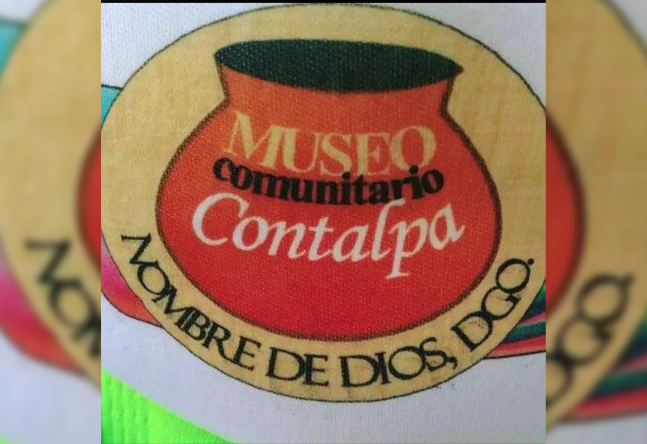 MUSEO
comunitario
Contalpa
NOMBRE DE DIOS, DGO.